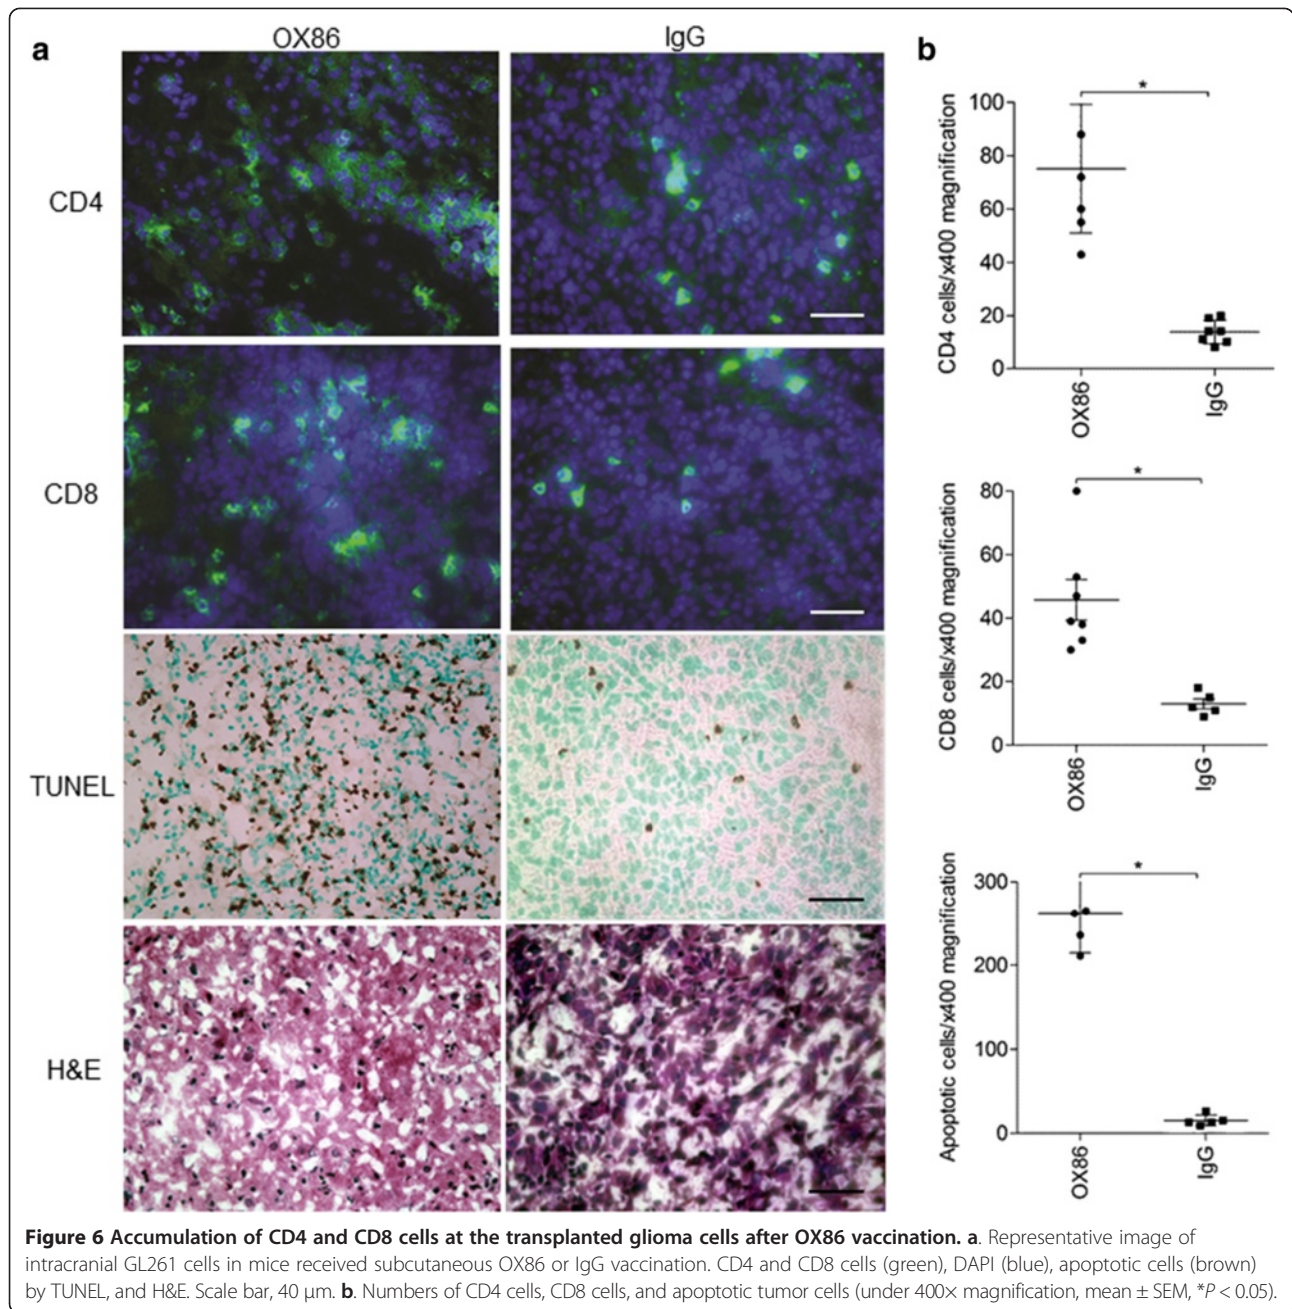 a
OX86
IgG
b
CD4
CD8
TUNEL
H&E
*
CD4 cells/x400 magnification
100
80
60
40
20
0
OX86
IgG
*
CD8 cells/x400 magnification
80
60
40
20
0
OX86
IgG
*
Apoptotic cells/x400 magnification
300
200
100
0
OX86
IgG
Figure 6 Accumulation of CD4 and CD8 cells at the transplanted glioma cells after OX86 vaccination. a. Representative image of
intracranial GL261 cells in mice received subcutaneous OX86 or IgG vaccination. CD4 and CD8 cells (green), DAPI (blue), apoptotic cells (brown)
by TUNEL, and H&E. Scale bar, 40 μm. b. Numbers of CD4 cells, CD8 cells, and apoptotic tumor cells (under 400× magnification, mean ± SEM, *P < 0.05).